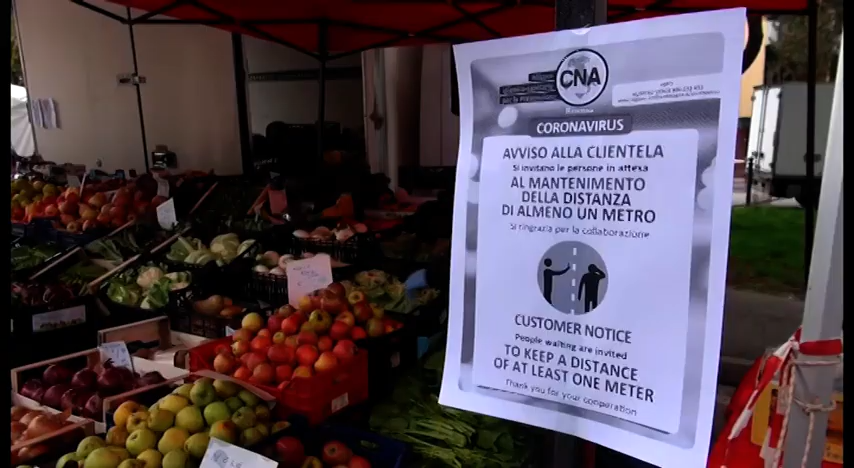 CNA
CORONAVIRUS
AVVISO ALLA CLIENTELA
Si invitano le persone in attesa
AL MANTENIMENTO
DELLA DISTANZA
DI ALMENO UN METRO
Si ringrazia per la collaborazione
CUSTOMER NOTICE
People waiting are invited
TO KEEP A DISTANCE
OF AT LEAST ONE METER
Thank you for your cooperation